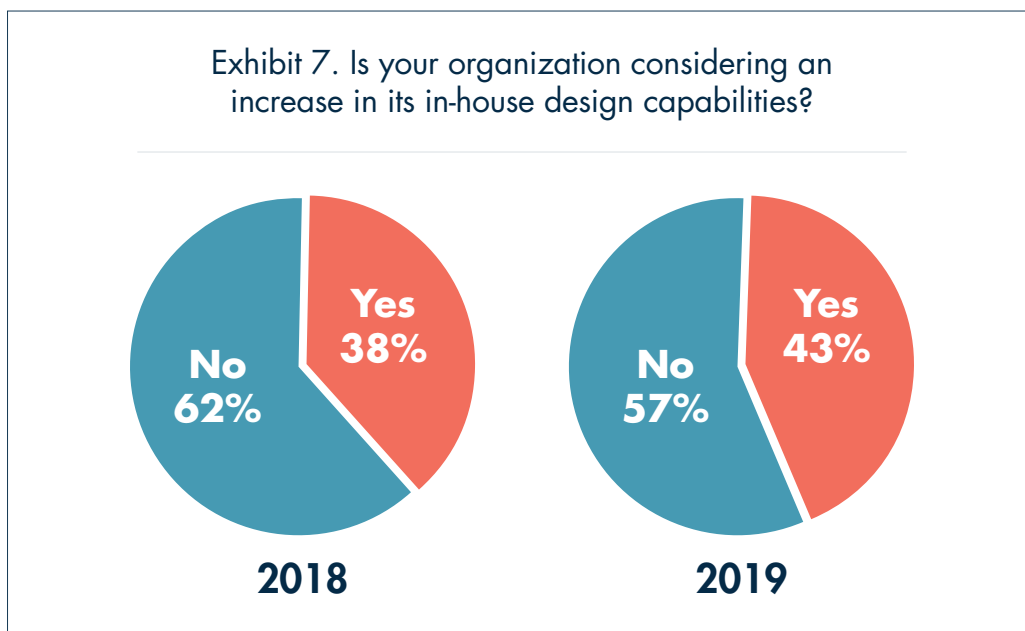 Exhibit 7. Is your organization considering an
increase in its in-house design capabilities?
Yes
38%
No
62%
2018
Yes
43%
No
57%
2019